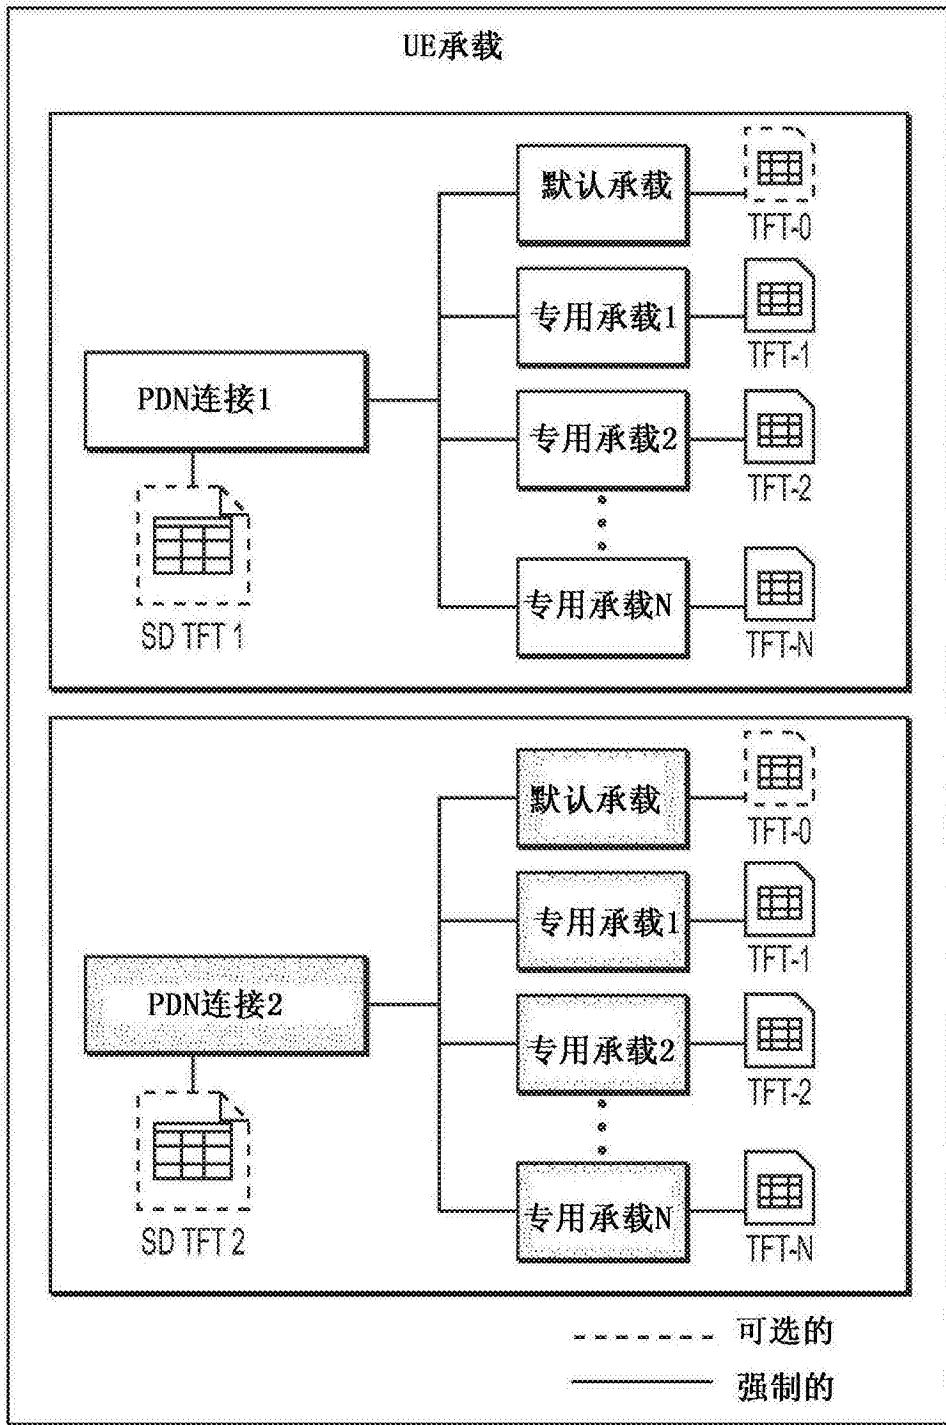 UE承载
默认承载
TFT-0
专用承载1
TFT-1
PDN连接1
专用承载2
TFT-2
SD TFT 1
专用承载N
TFT-N
默认承载
TFT-0
专用承载1
TFT-1
PDN连接2
专用承载2
TFT-2
SD TFT 2
专用承载N
TFT-N
可选的
强制的